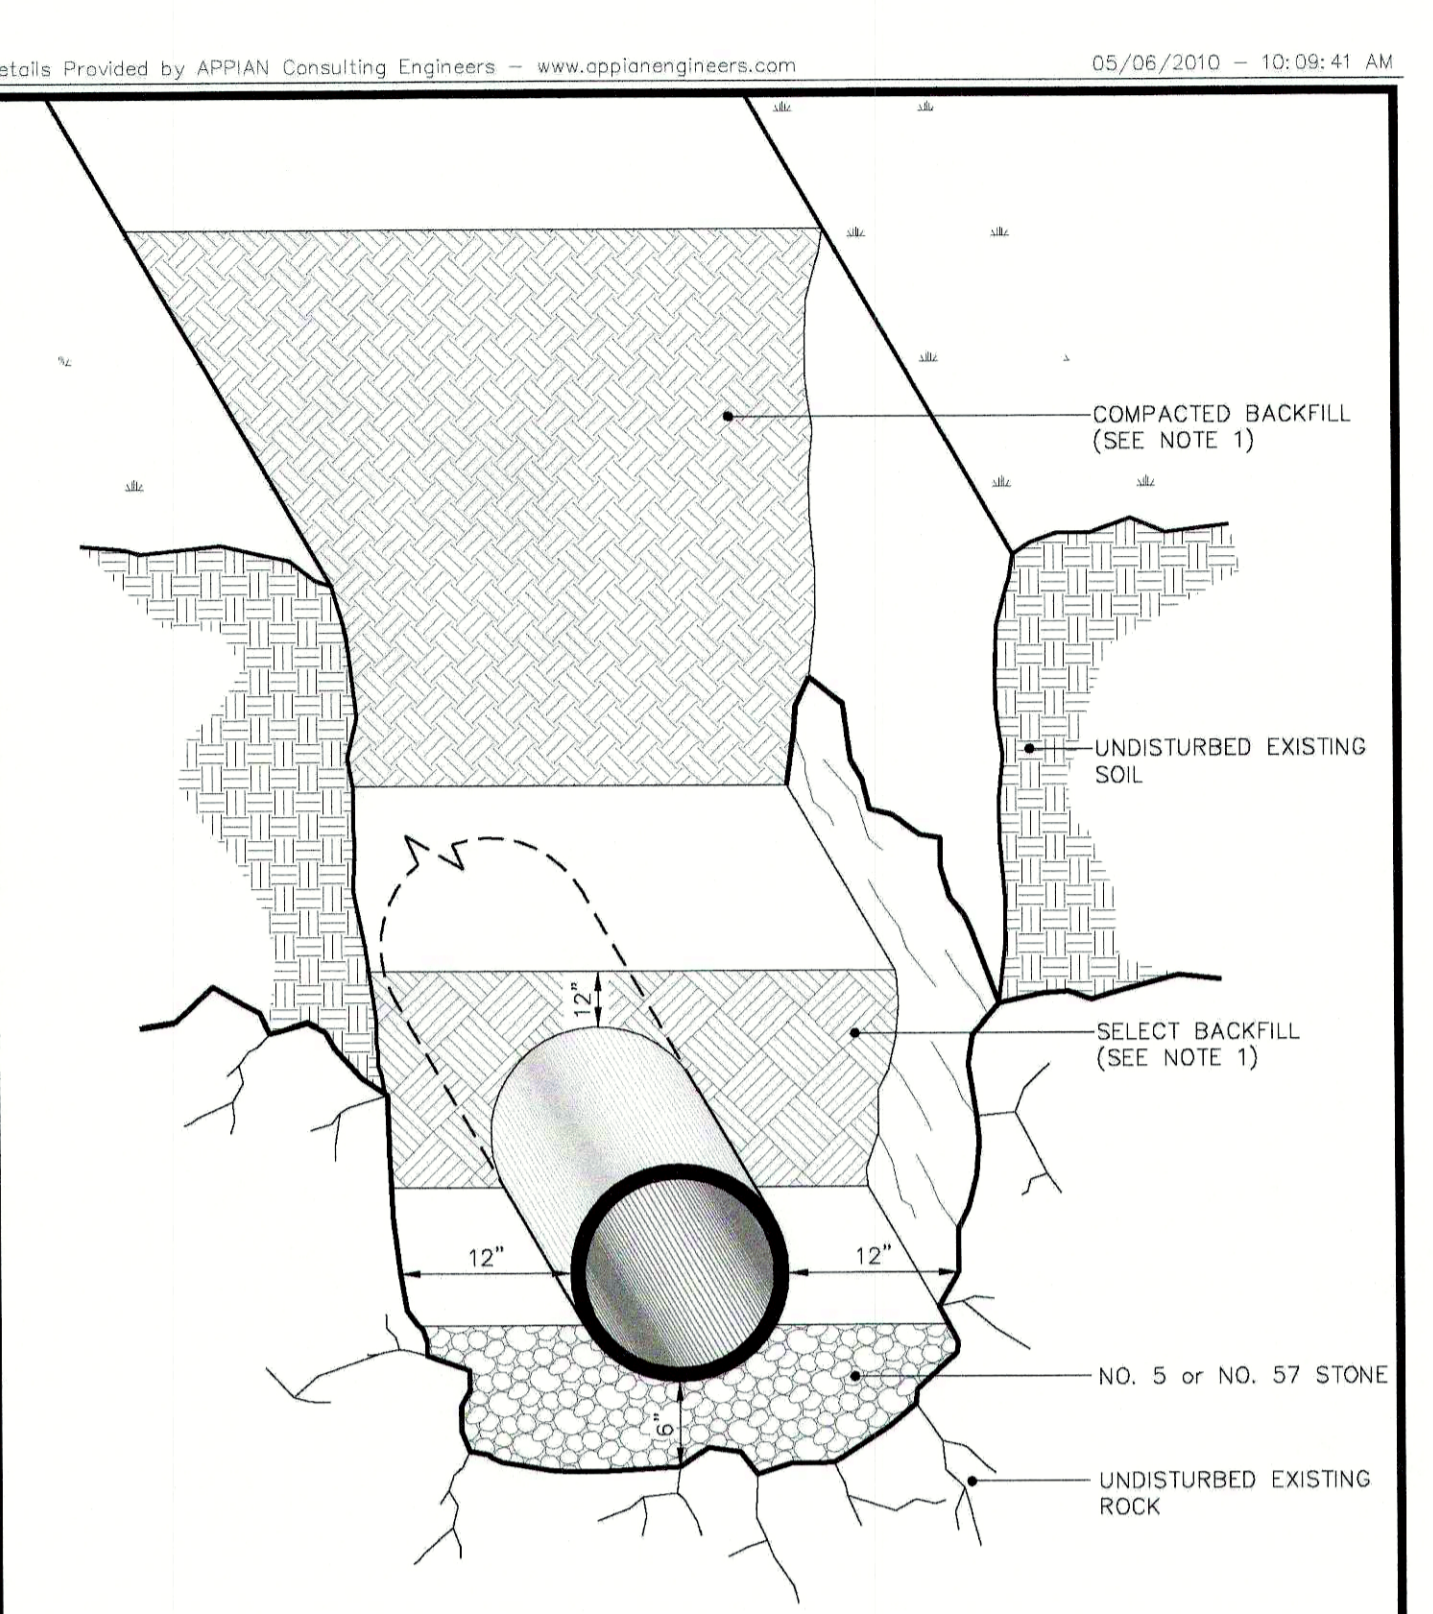 etails Provided by APPIAN Consulting Engineers – www.appianengineers.com
05/06/2010 – 10:09:41 AM
COMPACTED BACKFILL
(SEE NOTE 1)
UNDISTURBED EXISTING
SOIL
12"
SELECT BACKFILL
(SEE NOTE 1)
12"
12"
NO. 5 or NO. 57 STONE
6"
UNDISTURBED EXISTING
ROCK